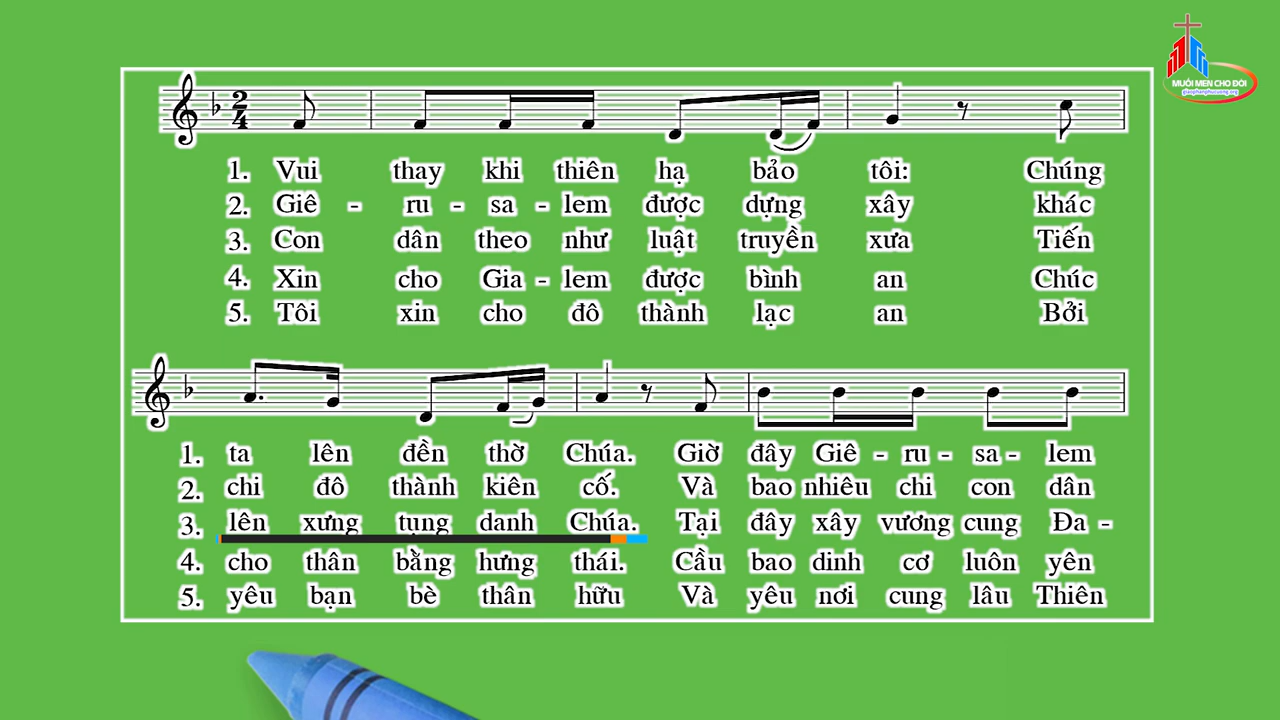 MUỐI MEN CHO ĐỜI
giaophanphucuong.org
2
4
1. Vui thay khi thiên hạ bảo tôi: Chúng
2. Giê - ru - sa - lem được dựng xây khác
3. Con dân theo như luật truyền xưa Tiến
4. Xin cho Gia - lem được bình an Chúc
5. Tôi xin cho đô thành lạc an Bởi
1. ta lên đền thờ Chúa. Giờ đây Giê - ru - sa - lem
2. chi đô thành kiên cố. Và bao nhiêu chi con dân
3. lên xưng tụng danh Chúa. Tại đây xây vương cung Đa -
4. cho thân bằng hưng thái. Cầu bao dinh cơ luôn yên
5. yêu bạn bè thân hữu Và yêu nơi cung lâu Thiên